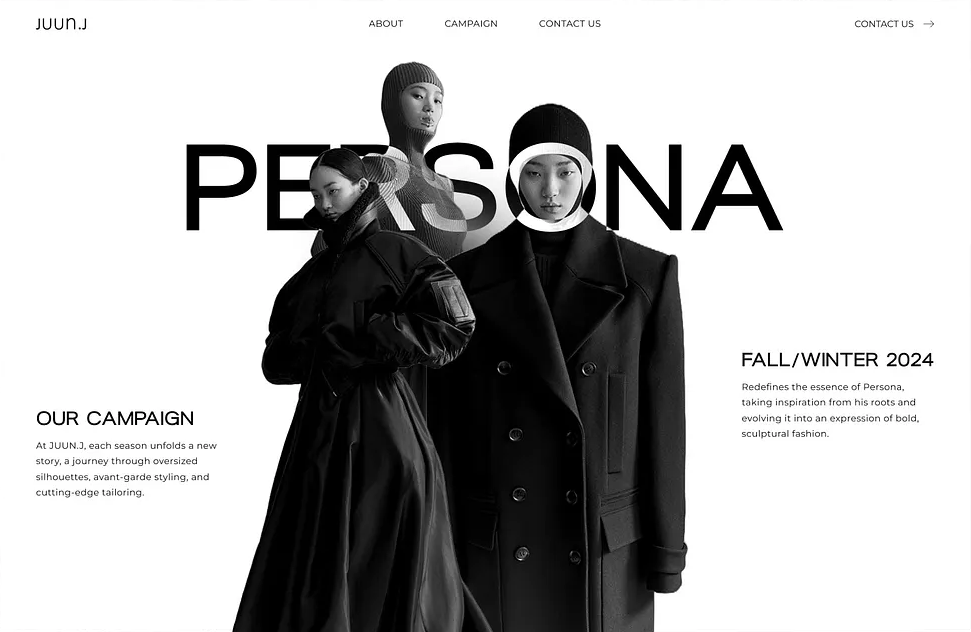 JUUN.J
ABOUT
CAMPAIGN
CONTACT US
CONTACT US
PERSONA
FALL/WINTER 2024
Redefines the essence of Persona,
taking inspiration from his roots and
evolving it into an expression of bold,
sculptural fashion.
OUR CAMPAIGN
At JUUN.J, each season unfolds a new
story, a journey through oversized
silhouettes, avant-garde styling, and
cutting-edge tailoring.